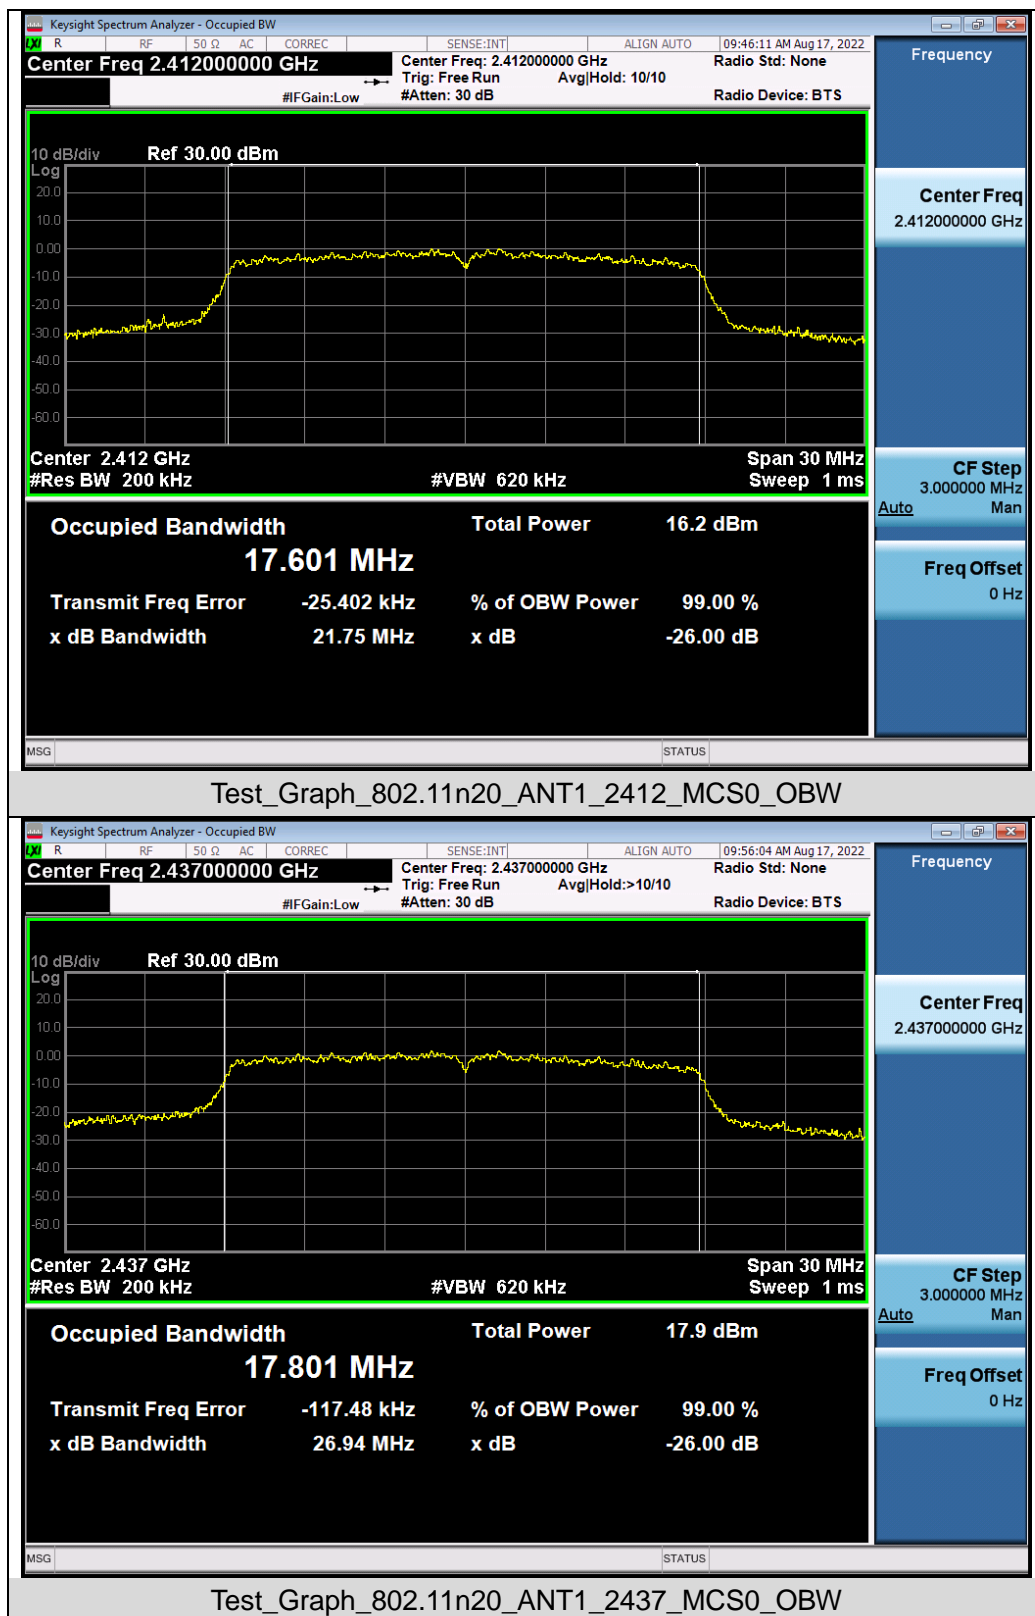 Keysight Spectrum Analyzer - Occupied BW
LXI R RF 50 Ω AC CORREC SENSE:INT ALIGN AUTO 09:46:11 AM Aug 17, 2022
Center Freq 2.412000000 GHz
Center Freq: 2.412000000 GHz Radio Std: None
Trig: Free Run Avg|Hold: 10/10
#IFGain:Low #Atten: 30 dB Radio Device: BTS
Frequency
10 dB/div Ref 30.00 dBm
Log
20.0
10.0
0.00
-10.0
-20.0
-30.0
-40.0
-50.0
-60.0
Center 2.412 GHz Span 30 MHz
#Res BW 200 kHz #VBW 620 kHz Sweep 1 ms
Center Freq
2.412000000 GHz
CF Step
3.000000 MHz
Auto Man
Freq Offset
0 Hz
Occupied Bandwidth Total Power 16.2 dBm
17.601 MHz
Transmit Freq Error -25.402 kHz % of OBW Power 99.00 %
x dB Bandwidth 21.75 MHz x dB -26.00 dB
MSG STATUS
Test_Graph_802.11n20_ANT1_2412_MCS0_OBW
Keysight Spectrum Analyzer - Occupied BW
LXI R RF 50 Ω AC CORREC SENSE:INT ALIGN AUTO 09:56:04 AM Aug 17, 2022
Center Freq 2.437000000 GHz
Center Freq: 2.437000000 GHz Radio Std: None
Trig: Free Run Avg|Hold:>10/10
#IFGain:Low #Atten: 30 dB Radio Device: BTS
Frequency
10 dB/div Ref 30.00 dBm
Log
20.0
10.0
0.00
-10.0
-20.0
-30.0
-40.0
-50.0
-60.0
Center 2.437 GHz Span 30 MHz
#Res BW 200 kHz #VBW 620 kHz Sweep 1 ms
Center Freq
2.437000000 GHz
CF Step
3.000000 MHz
Auto Man
Freq Offset
0 Hz
Occupied Bandwidth Total Power 17.9 dBm
17.801 MHz
Transmit Freq Error -117.48 kHz % of OBW Power 99.00 %
x dB Bandwidth 26.94 MHz x dB -26.00 dB
MSG STATUS
Test_Graph_802.11n20_ANT1_2437_MCS0_OBW